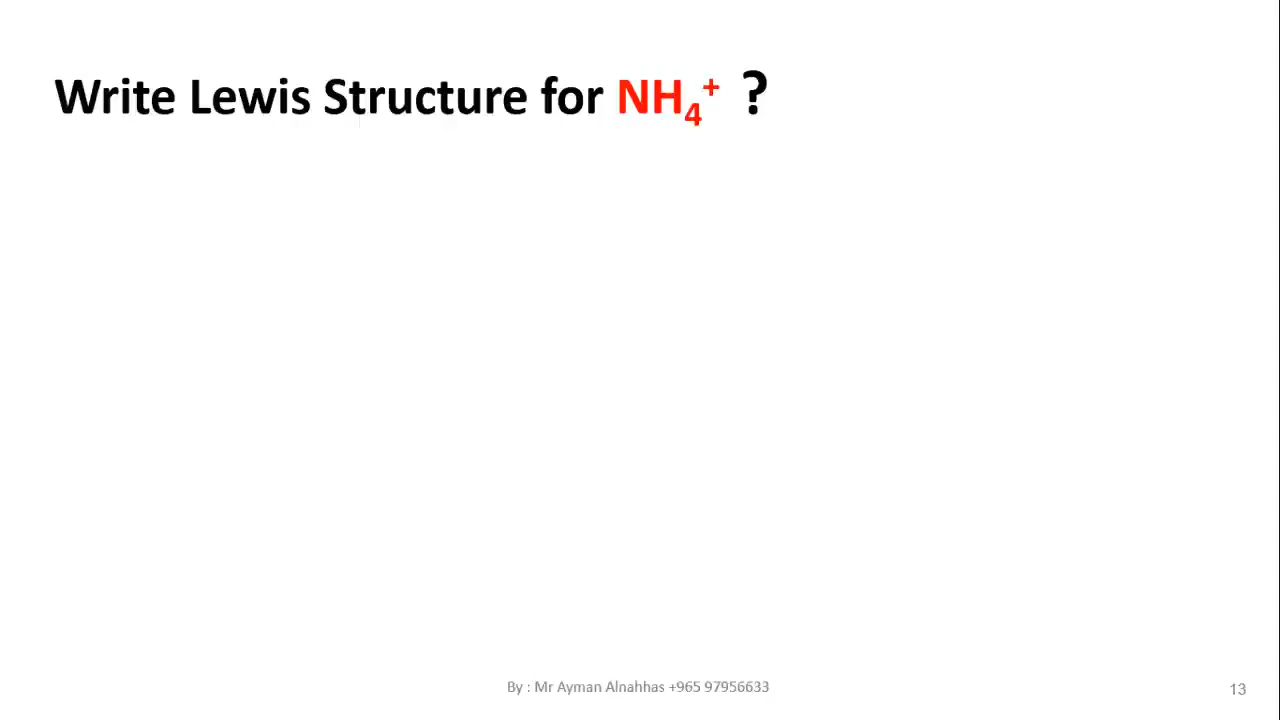 Write Lewis Structure for NH₄⁺ ?
By : Mr Ayman Alnahhas +965 97956633
13